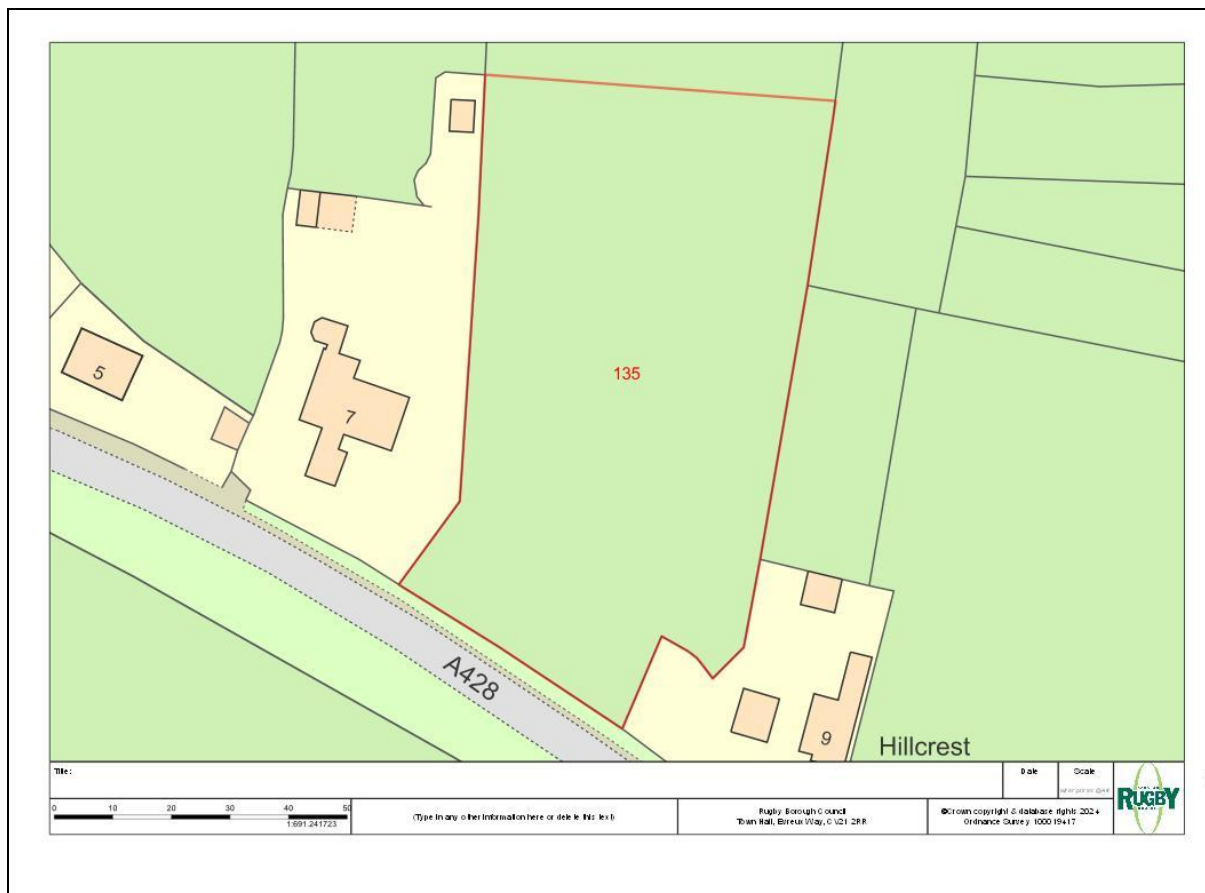 135
5
7
A428
9
Hillcrest
Title:
Date
Scale
0 10 20 30 40 50
1:691.241723
(Type in any other information here or delete this text)
Rugby Borough Council
Town Hall, Evreux Way, CV21 2RR
©Crown copyright & database rights 2024
Ordnance Survey 100019417
RUGBY